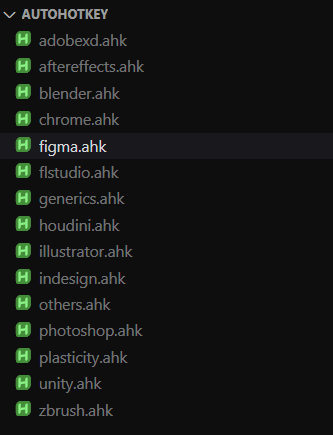 AUTOHOTKEY
adobexd.ahk
aftereffects.ahk
blender.ahk
chrome.ahk
figma.ahk
flstudio.ahk
generics.ahk
houdini.ahk
illustrator.ahk
indesign.ahk
others.ahk
photoshop.ahk
plasticity.ahk
unity.ahk
zbrush.ahk